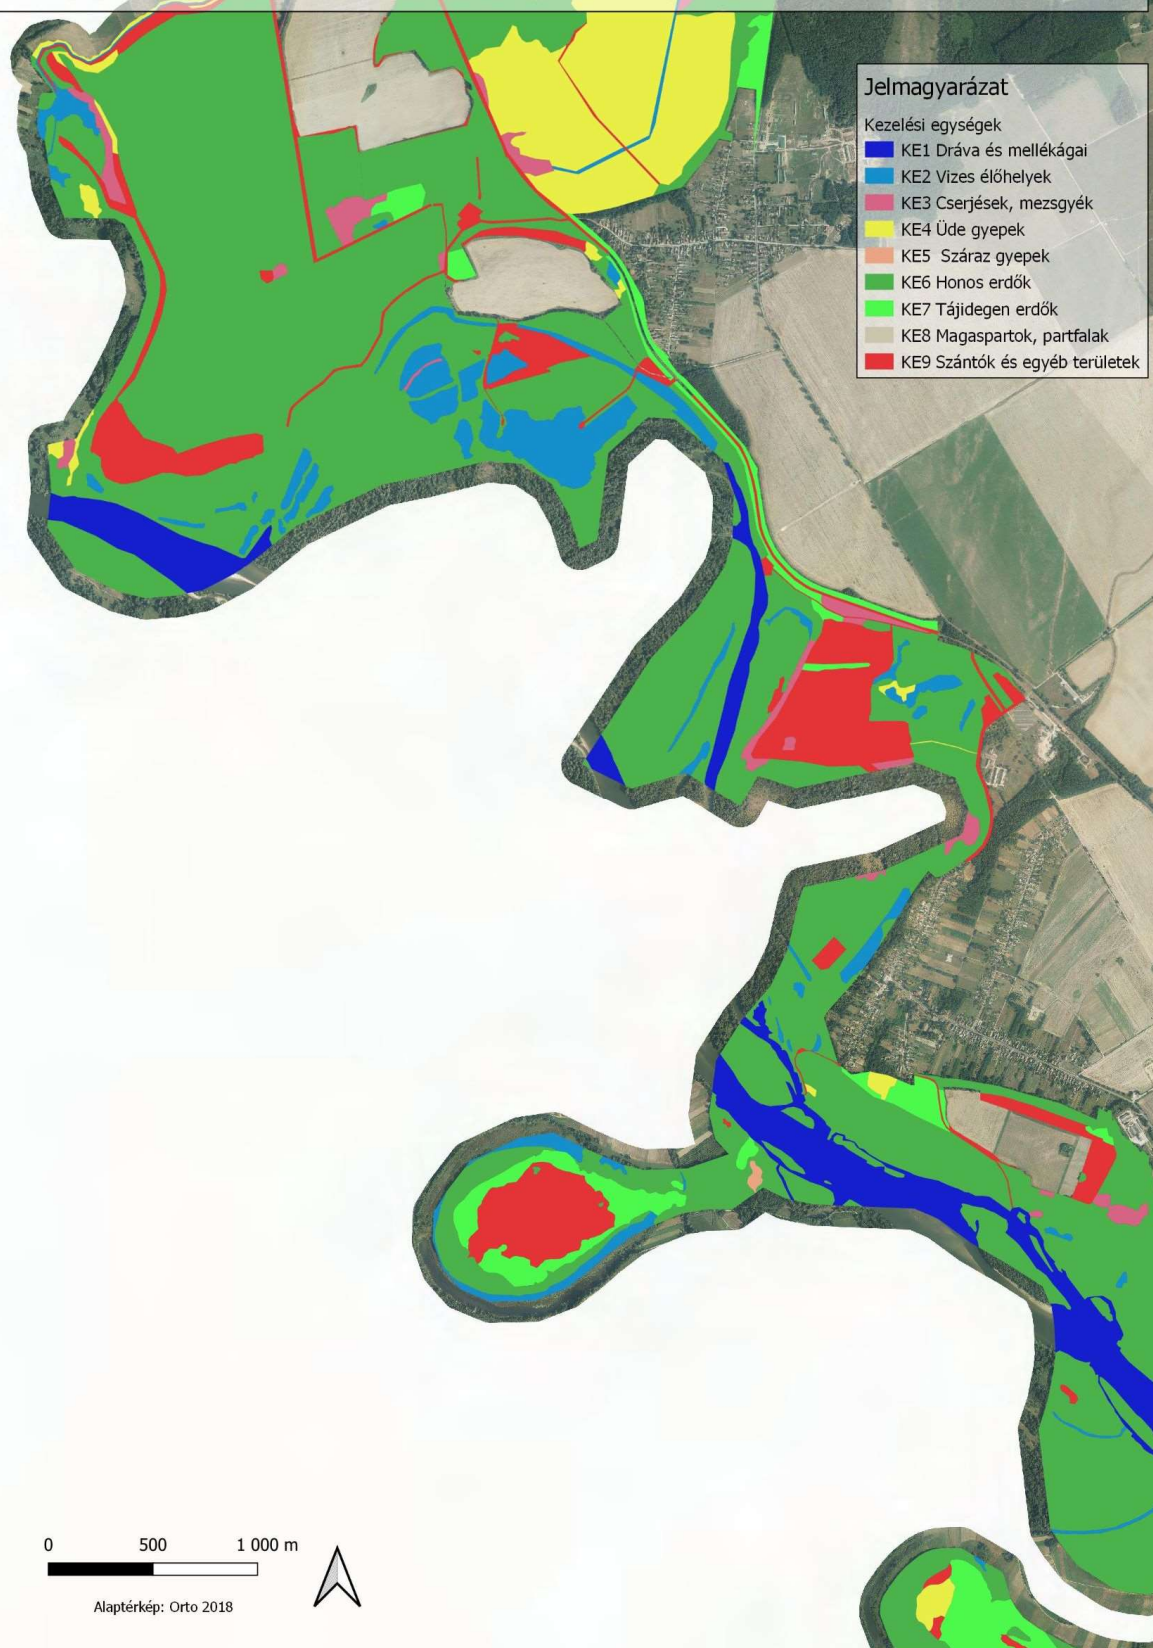 Jelmagyarázat
Kezelési egységek
KE1 Dráva és mellékágai
KE2 Vizes élőhelyek
KE3 Cserjések, mezsgyék
KE4 Üde gyepek
KE5 Száraz gyepek
KE6 Honos erdők
KE7 Tájidegen erdők
KE8 Magaspartok, partfalak
KE9 Szántók és egyéb területek
0 500 1 000 m
Alaptérkép: Orto 2018